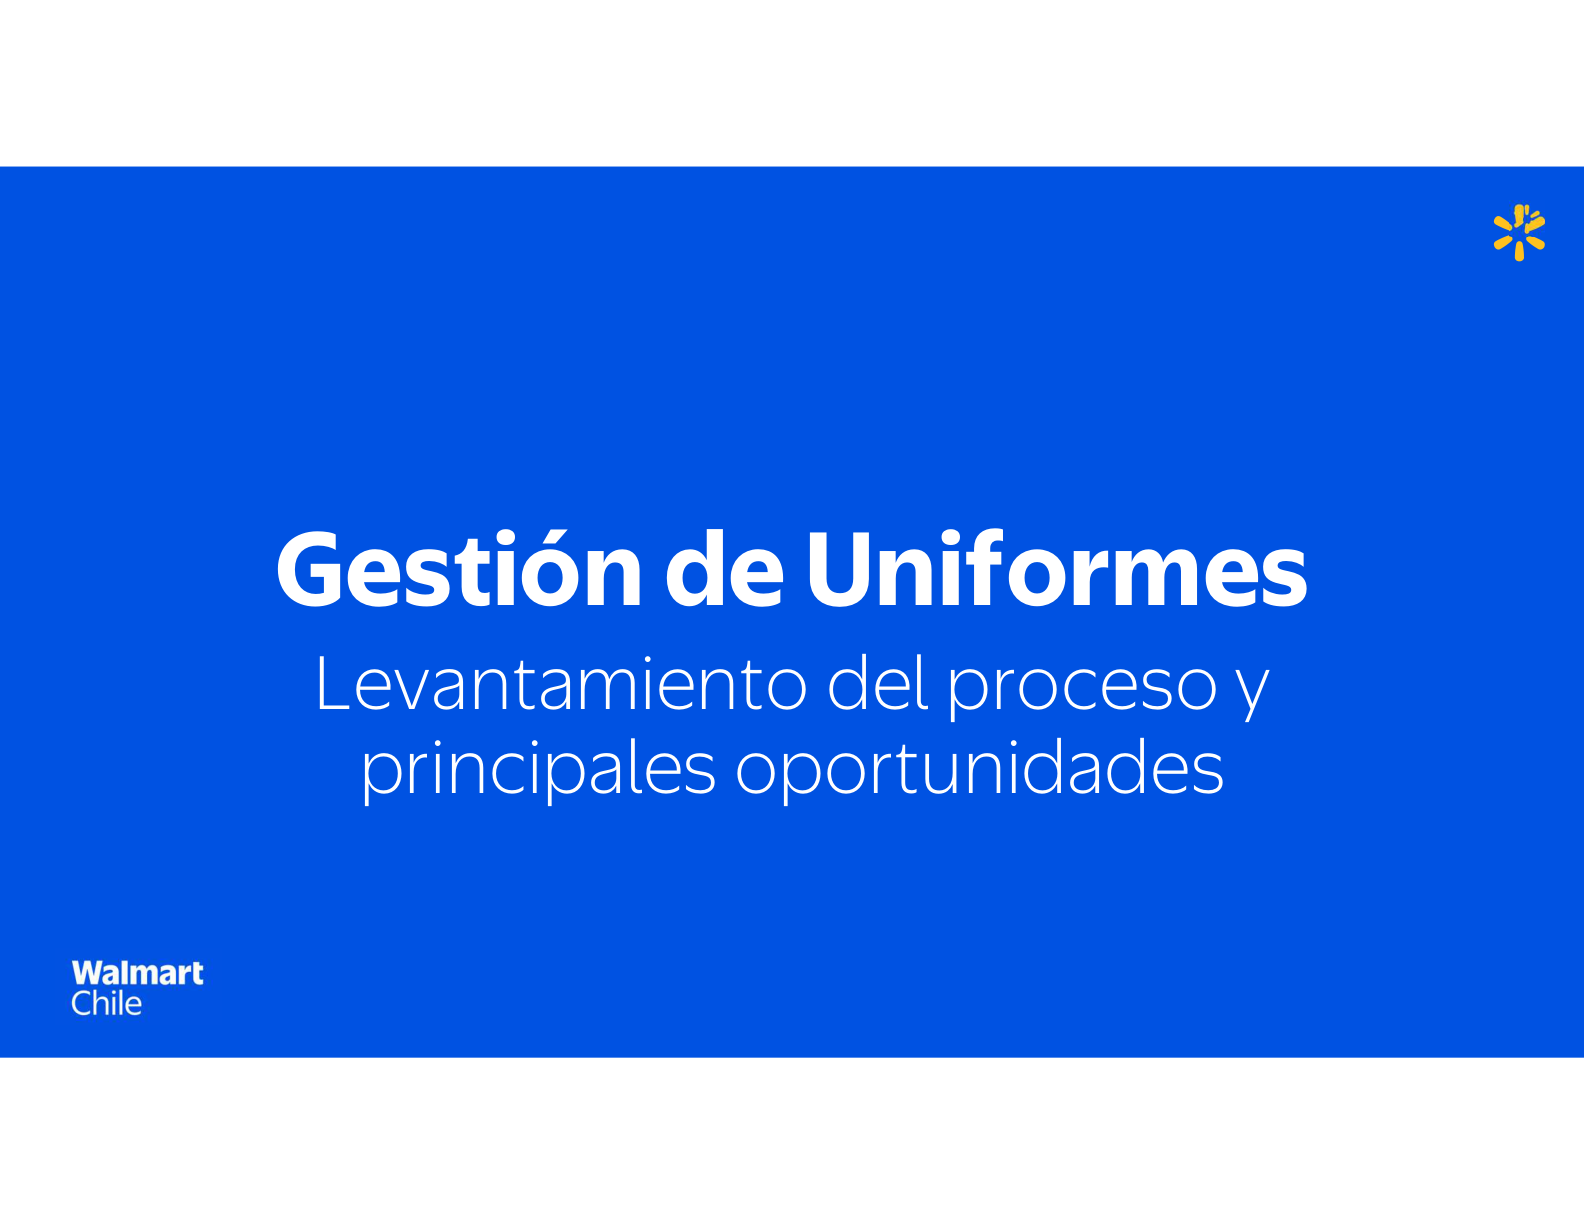 Gestión de Uniformes
Levantamiento del proceso y
principales oportunidades
Walmart
Chile